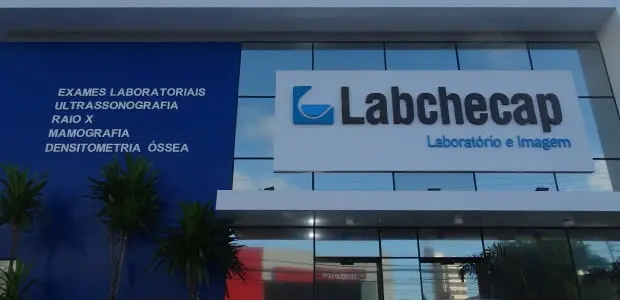 EXAMES LABORATORIAIS
ULTRASSONOGRAFIA
RAIO X
MAMOGRAFIA
DENSITOMETRIA ÓSSEA
Labchecap
Laboratório e Imagem